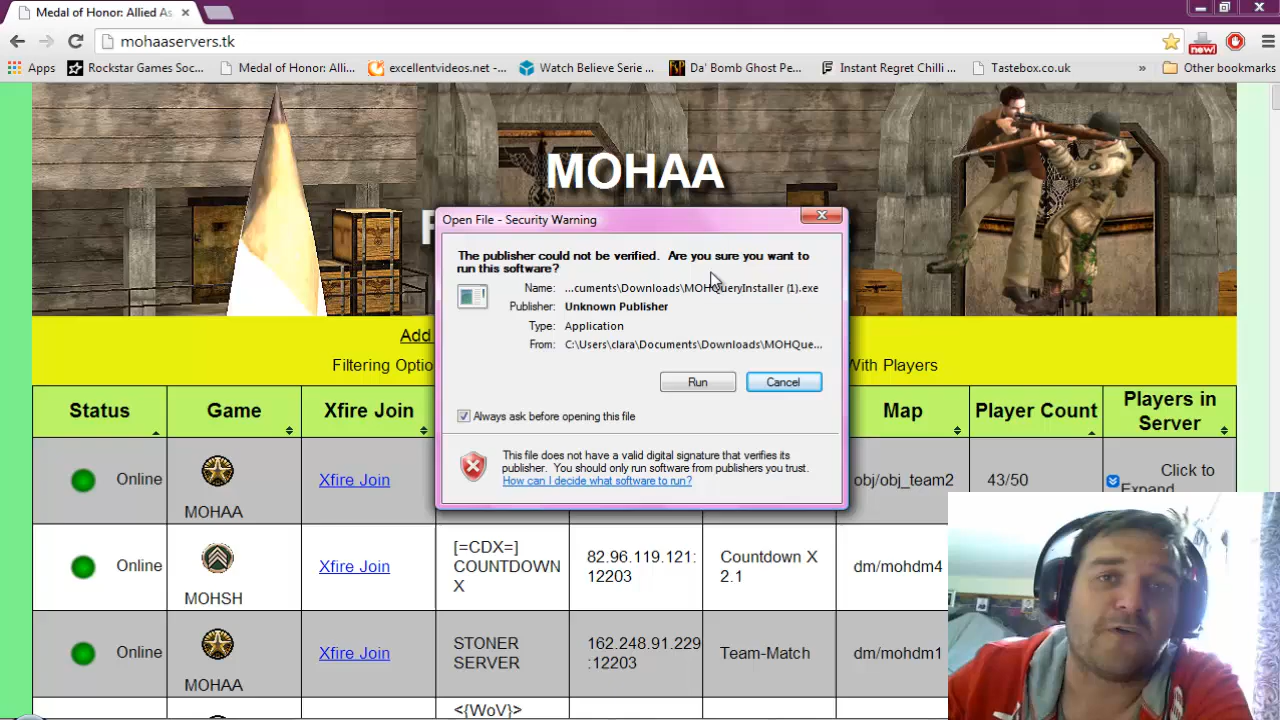 Medal of Honor: Allied As
mohaaservers.tk
new!
Apps
Rockstar Games Soc...
Medal of Honor: Alli...
excellentvideos.net -...
Watch Believe Serie ...
Da' Bomb Ghost Pe...
Instant Regret Chilli ...
Tastebox.co.uk
»
Other bookmarks
MOHAA
Open File - Security Warning
The publisher could not be verified. Are you sure you want to
run this software?
Name: ...cuments\Downloads\MOHQueryInstaller (1).exe
Publisher: Unknown Publisher
Type: Application
From: C:\Users\clara\Documents\Downloads\MOHQue...
Run
Cancel
Always ask before opening this file
This file does not have a valid digital signature that verifies its
publisher. You should only run software from publishers you trust.
How can I decide what software to run?
Add
Filtering Optio
With Players
Status
Game
Xfire Join
Map
Player Count
Players in
Server
Online
MOHAA
Xfire Join
obj/obj_team2
43/50
Click to
Expand
Online
MOHSH
Xfire Join
[=CDX=]
COUNTDOWN
X
82.96.119.121:
12203
Countdown X
2.1
dm/mohdm4
Online
MOHAA
Xfire Join
STONER
SERVER
162.248.91.229
:12203
Team-Match
dm/mohdm1
<{WoV}>